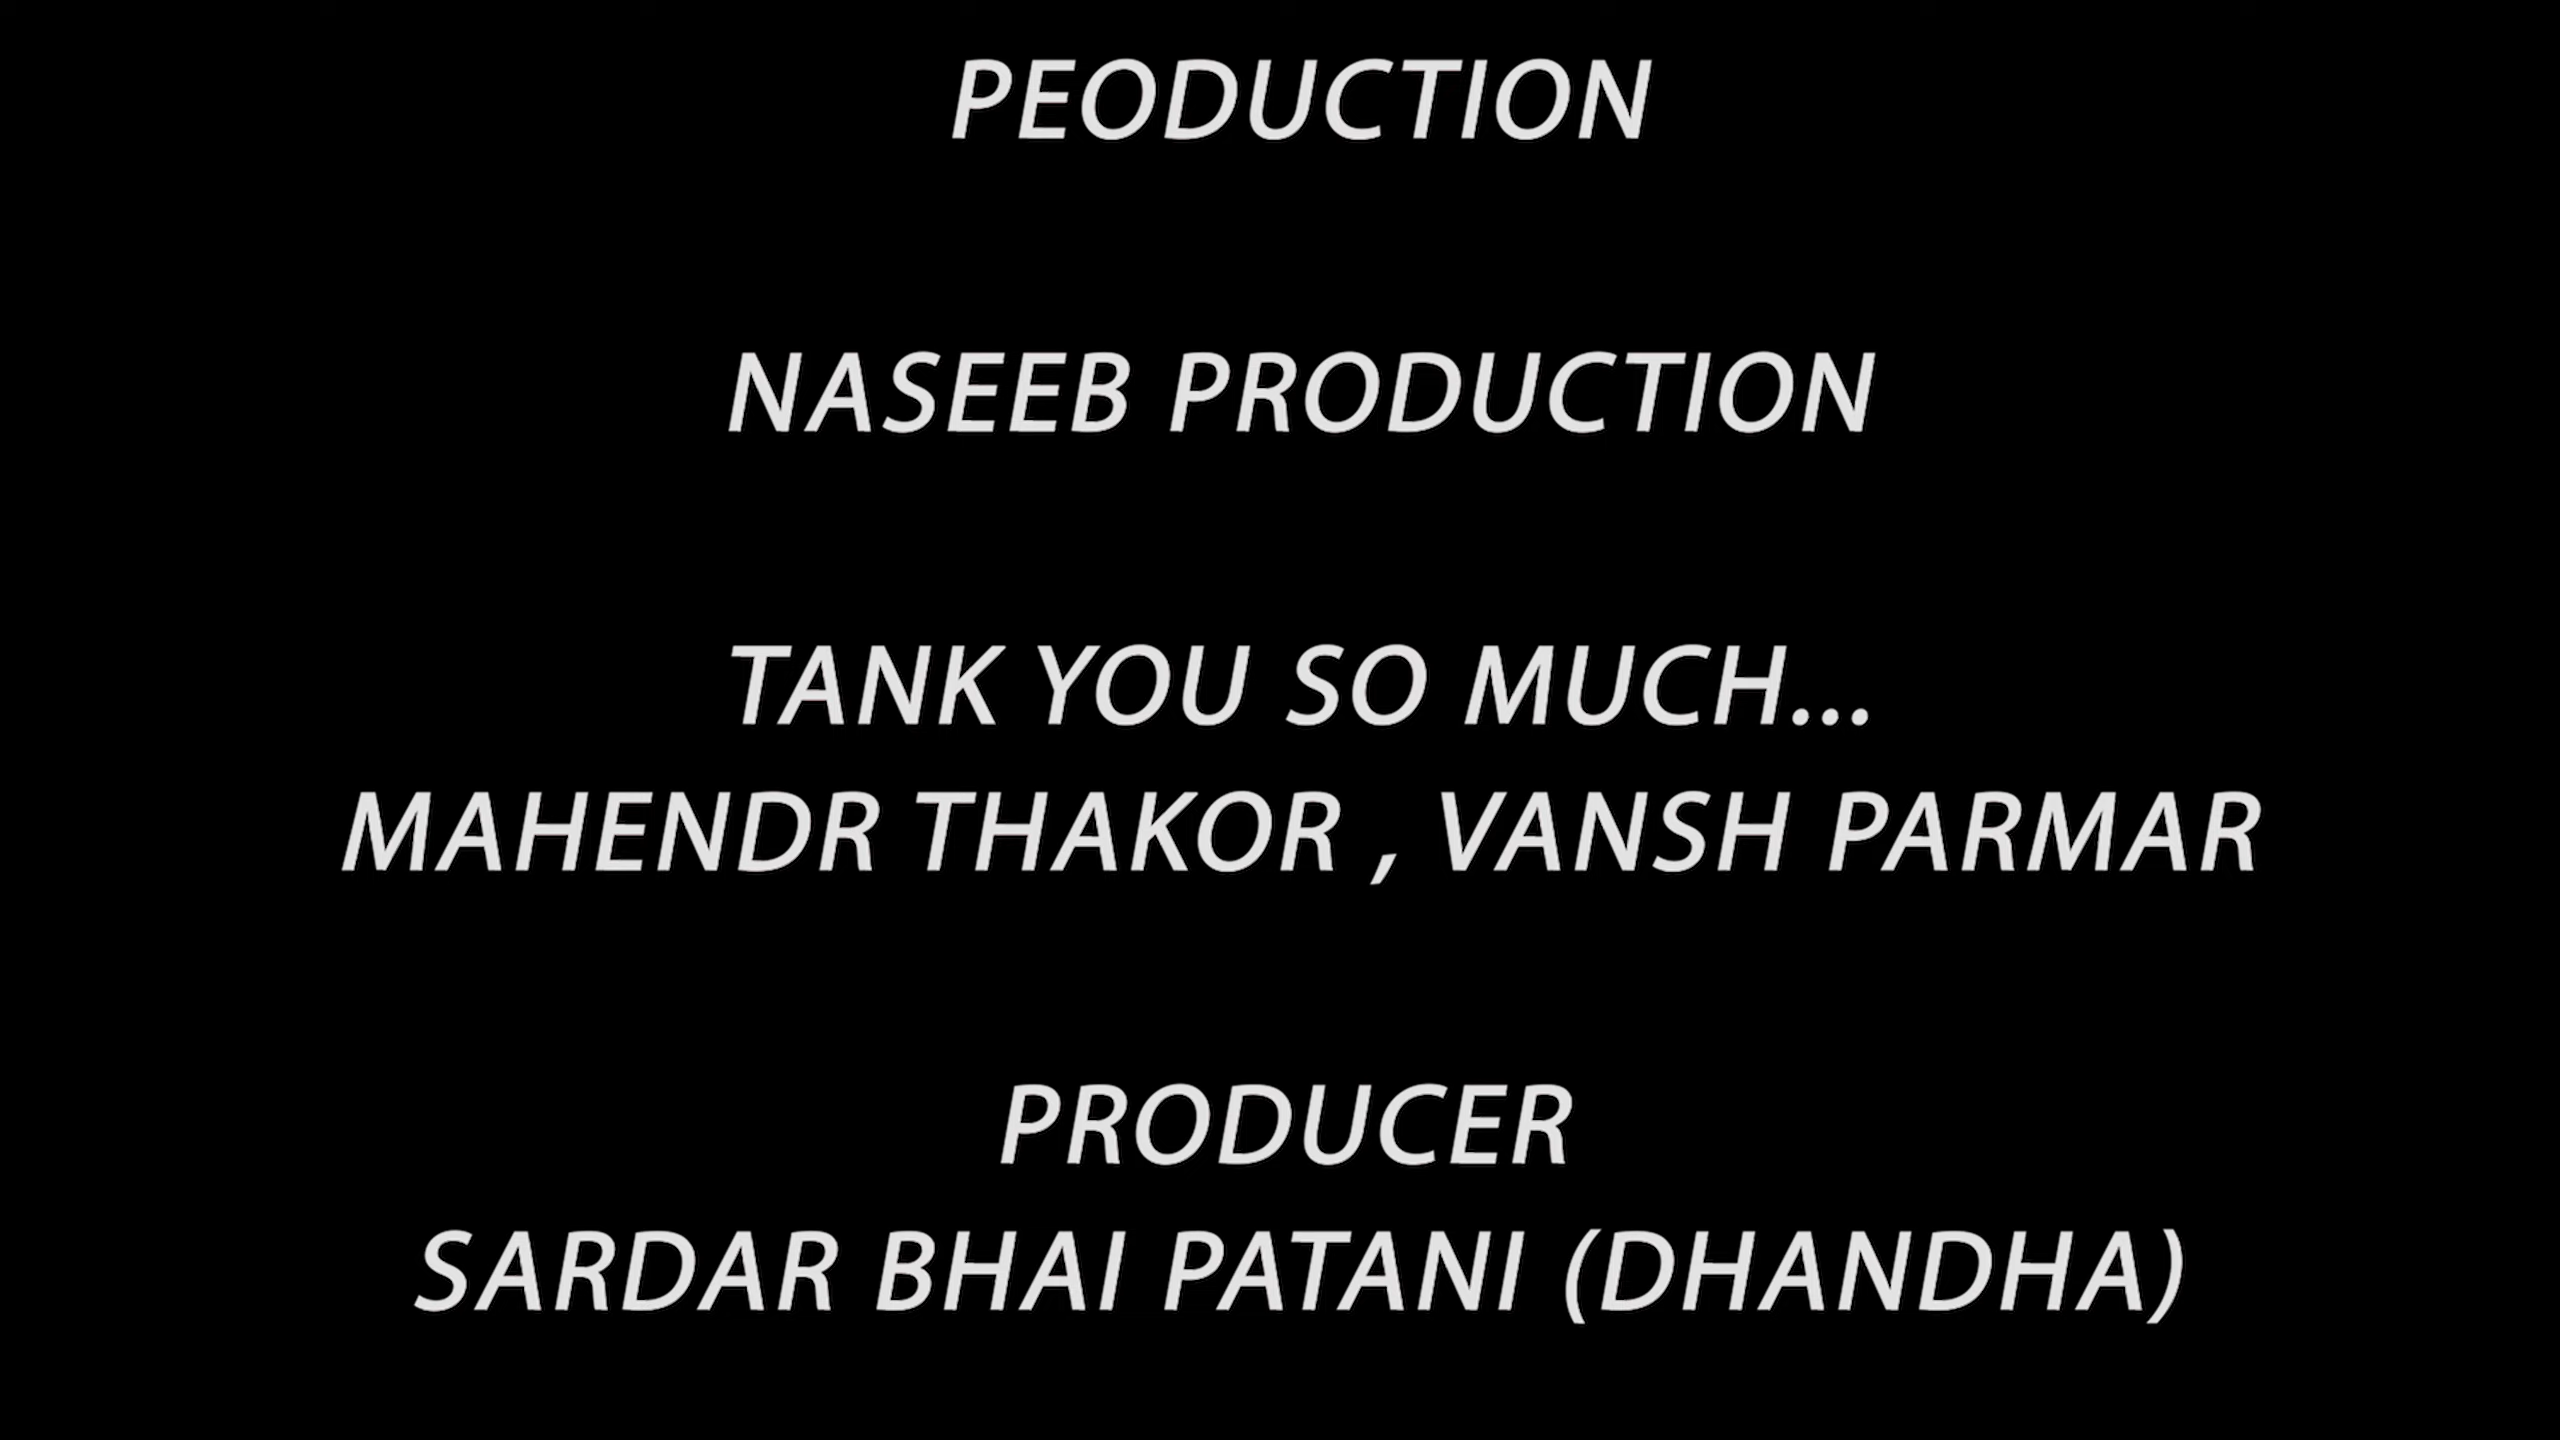 PEODUCTION
NASEEB PRODUCTION
TANK YOU SO MUCH...
MAHENDR THAKOR , VANSH PARMAR
PRODUCER
SARDAR BHAI PATANI (DHANDHA)